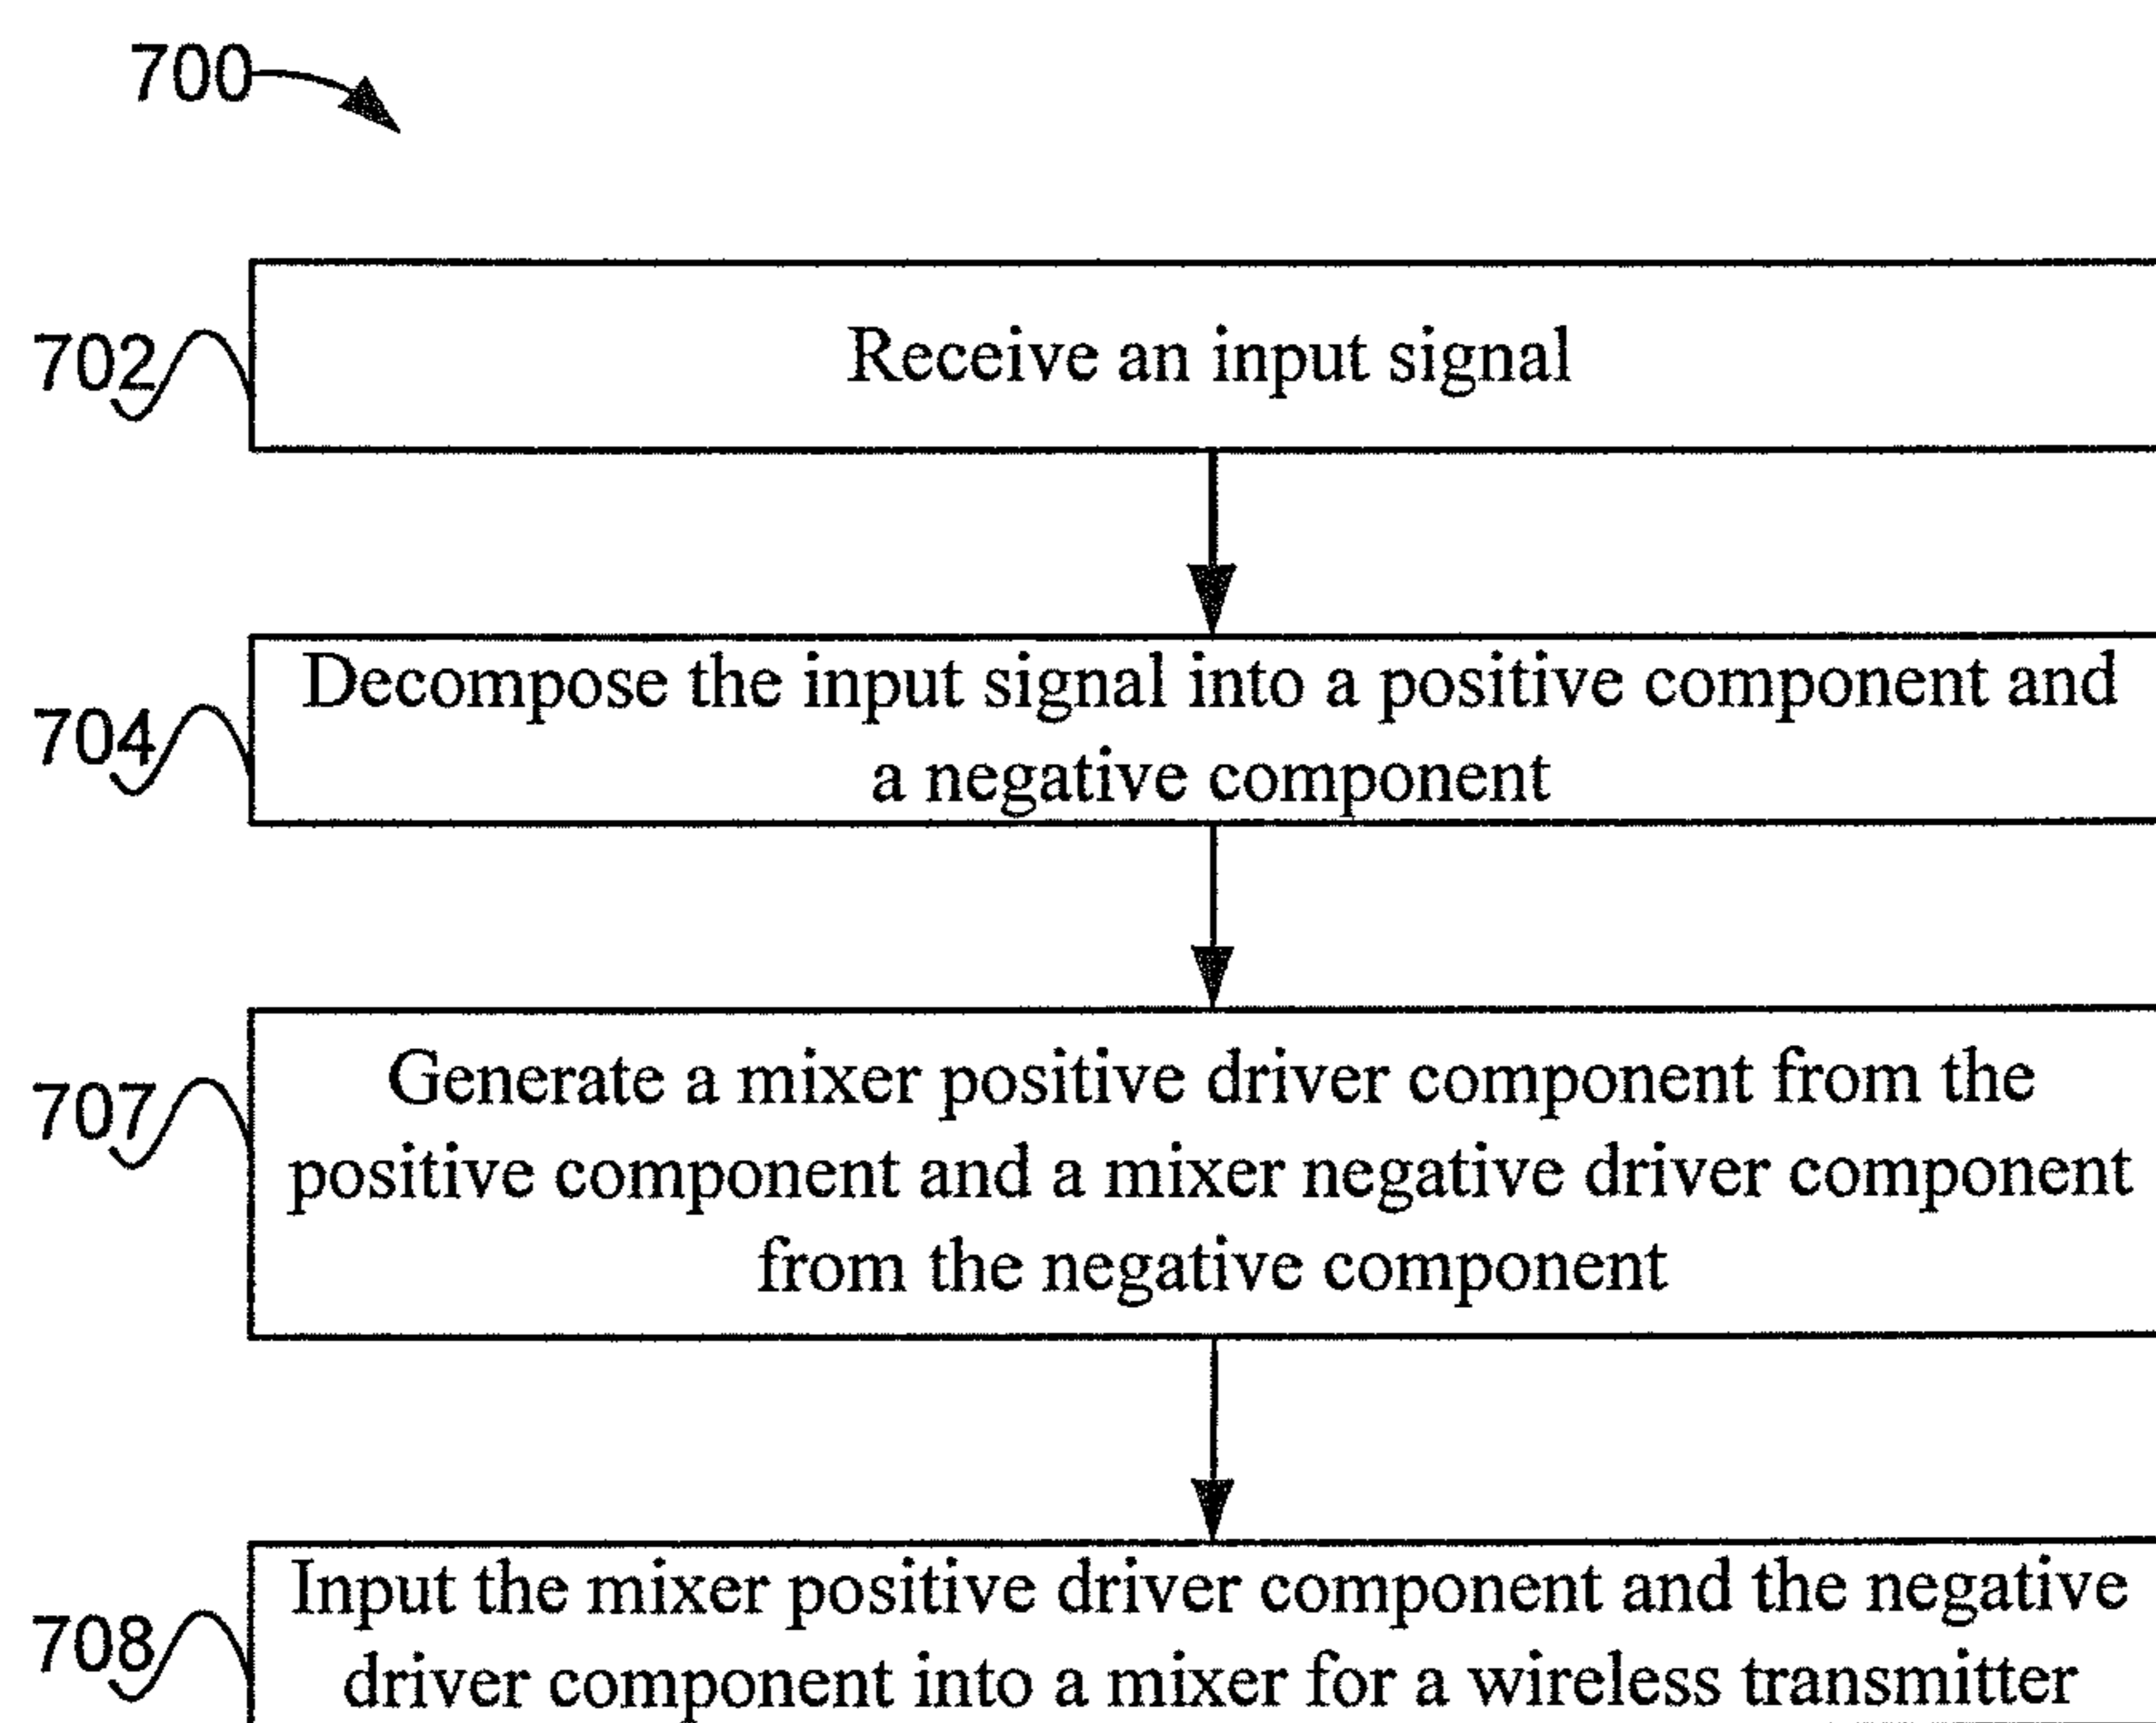 700
702
Receive an input signal
704
Decompose the input signal into a positive component and
a negative component
707
Generate a mixer positive driver component from the
positive component and a mixer negative driver component
from the negative component
708
Input the mixer positive driver component and the negative
driver component into a mixer for a wireless transmitter